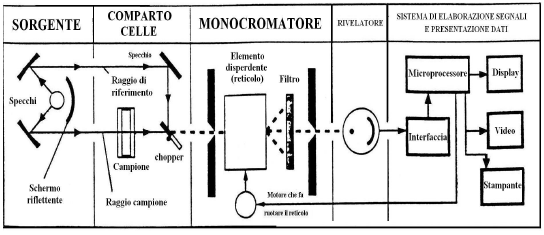 SORGENTE
COMPARTO
CELLE
MONOCROMATORE
RIVELATORE
SISTEMA DI ELABORAZIONE SEGNALI
E PRESENTAZIONE DATI
Specchio
Raggio di
riferimento
Specchi
Schermo
riflettente
Campione
chopper
Raggio campione
Elemento
disperdente
(reticolo)
Filtro
Motore che fa
ruotare il reticolo
Microprocessore
Interfaccia
Display
Video
Stampante